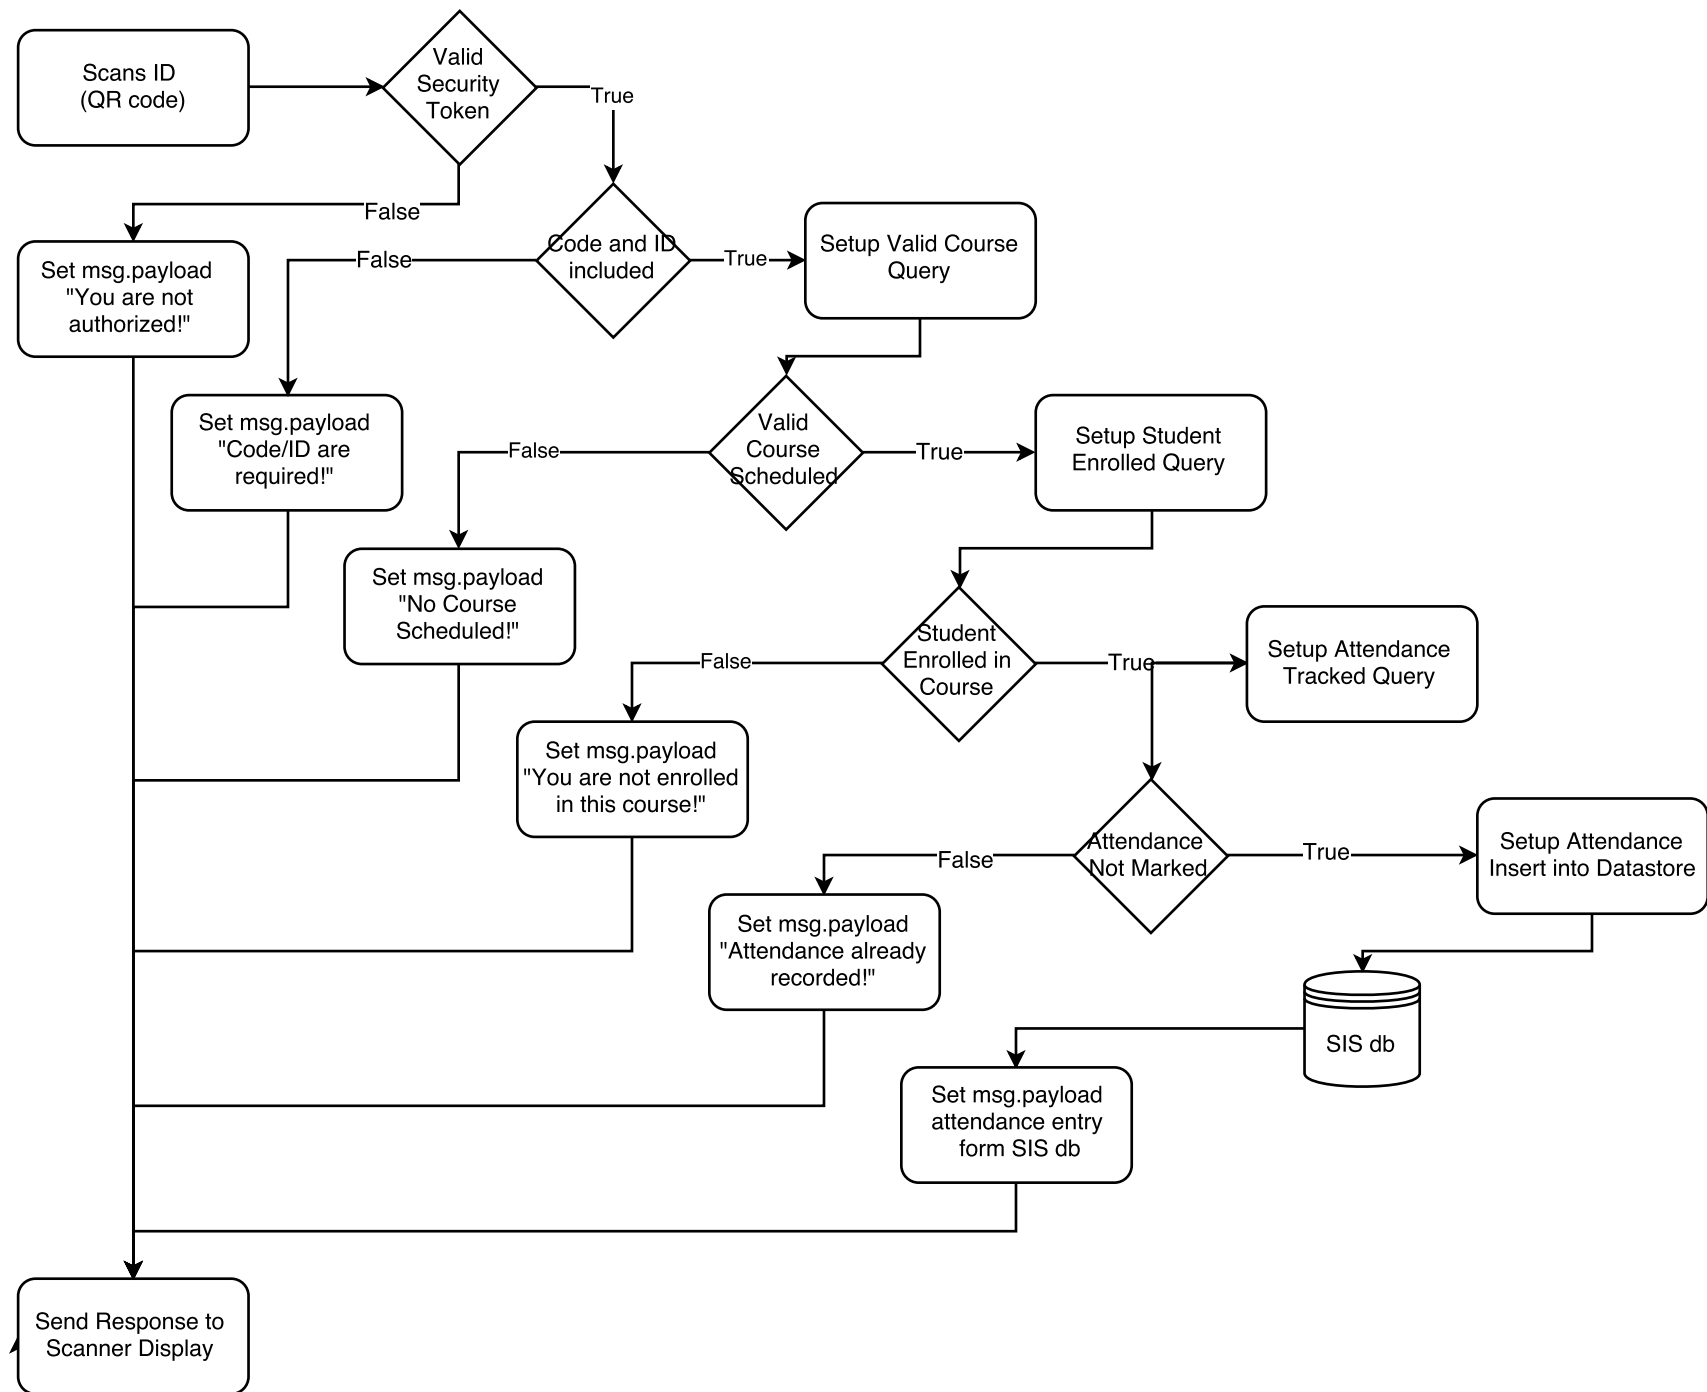 Scans ID
(QR code)
Valid
Security
Token
True
False
Set msg.payload
"You are not
authorized!"
Code and ID
included
False
True
Setup Valid Course
Query
Set msg.payload
"Code/ID are
required!"
Valid
Course
Scheduled
False
True
Setup Student
Enrolled Query
Set msg.payload
"No Course
Scheduled!"
Student
Enrolled in
Course
False
True
Setup Attendance
Tracked Query
Set msg.payload
"You are not enrolled
in this course!"
Attendance
Not Marked
False
True
Setup Attendance
Insert into Datastore
Set msg.payload
"Attendance already
recorded!"
SIS db
Set msg.payload
attendance entry
form SIS db
Send Response to
Scanner Display